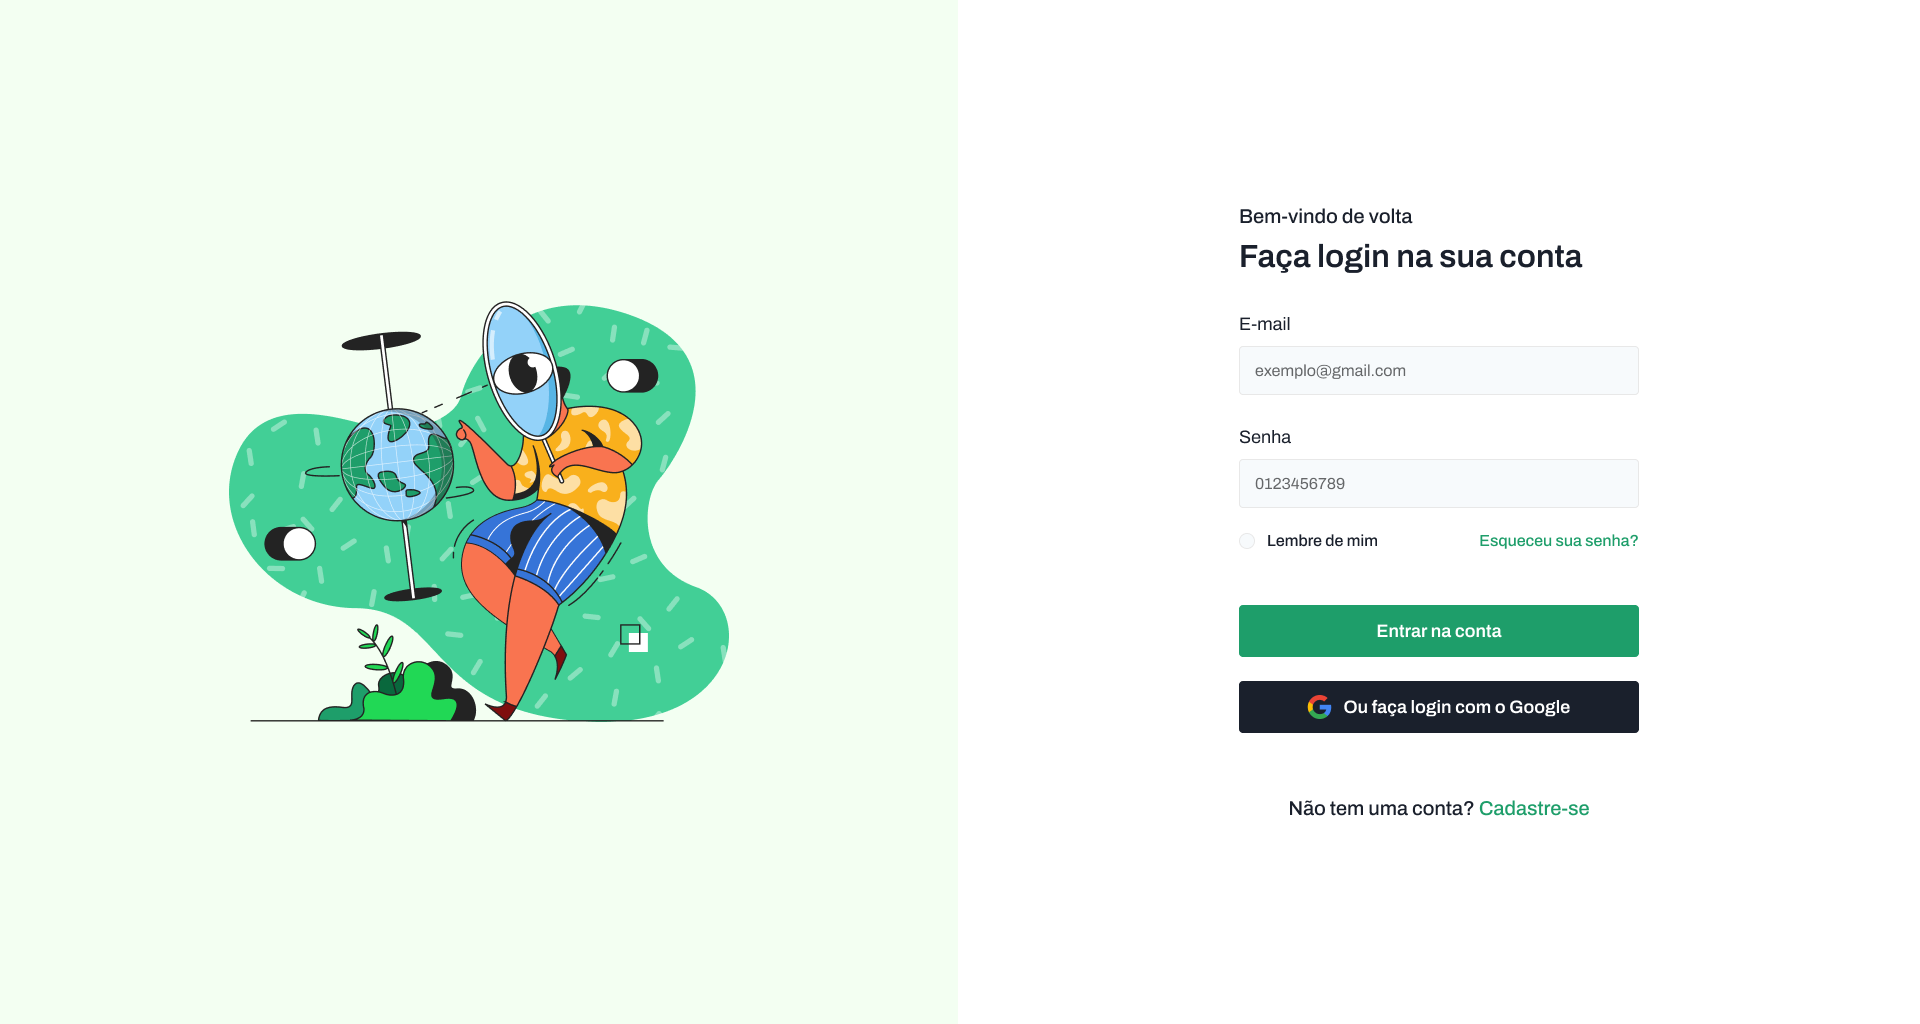 Bem-vindo de volta
Faça login na sua conta
E-mail
exemplo@gmail.com
Senha
0123456789
Lembre de mim
Esqueceu sua senha?
Entrar na conta
Ou faça login com o Google
Não tem uma conta? Cadastre-se